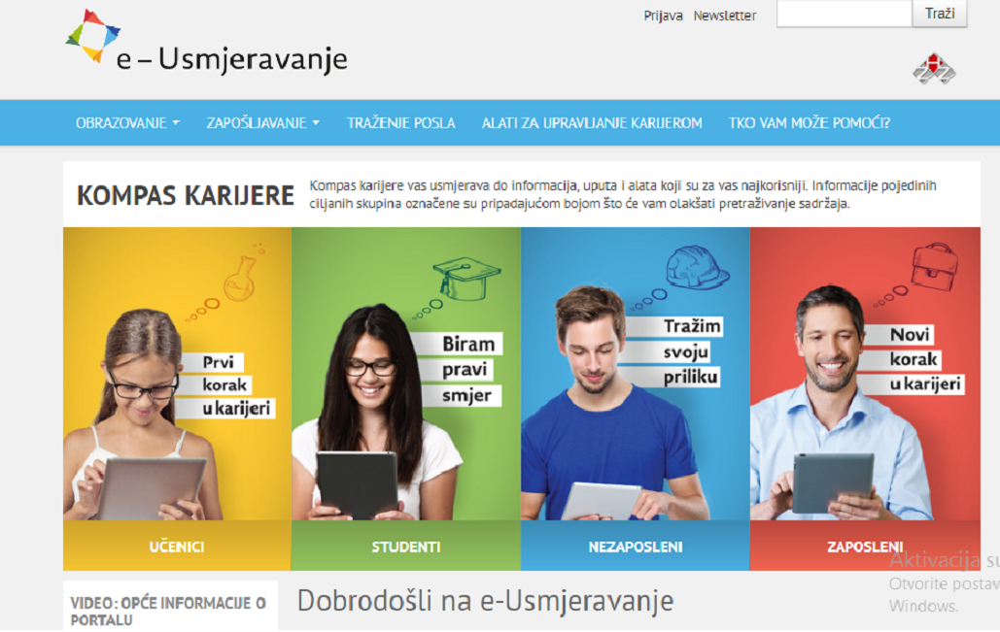 Prijava Newsletter Traži
e – Usmjeravanje
OBRAZOVANJE ZAPOŠLJAVANJE TRAŽENJE POSLA ALATI ZA UPRAVLJANJE KARIJEROM TKO VAM MOŽE POMOĆI?
KOMPAS KARIJERE
Kompas karijere vas usmjerava do informacija, uputa i alata koji su za vas najkorisniji. Informacije pojedinih
ciljanih skupina označene su pripadajućom bojom što će vam olakšati pretraživanje sadržaja.
Prvi
korak
u karijeri
Biram
pravi
smjer
Tražim
svoju
priliku
Novi
korak
u karijeri
UČENICI
STUDENTI
NEZAPOSLENI
ZAPOSLENI
Aktivacija su
Otvorite postav
Windows.
VIDEO: OPĆE INFORMACIJE O
PORTALU
Dobrodošli na e-Usmjeravanje